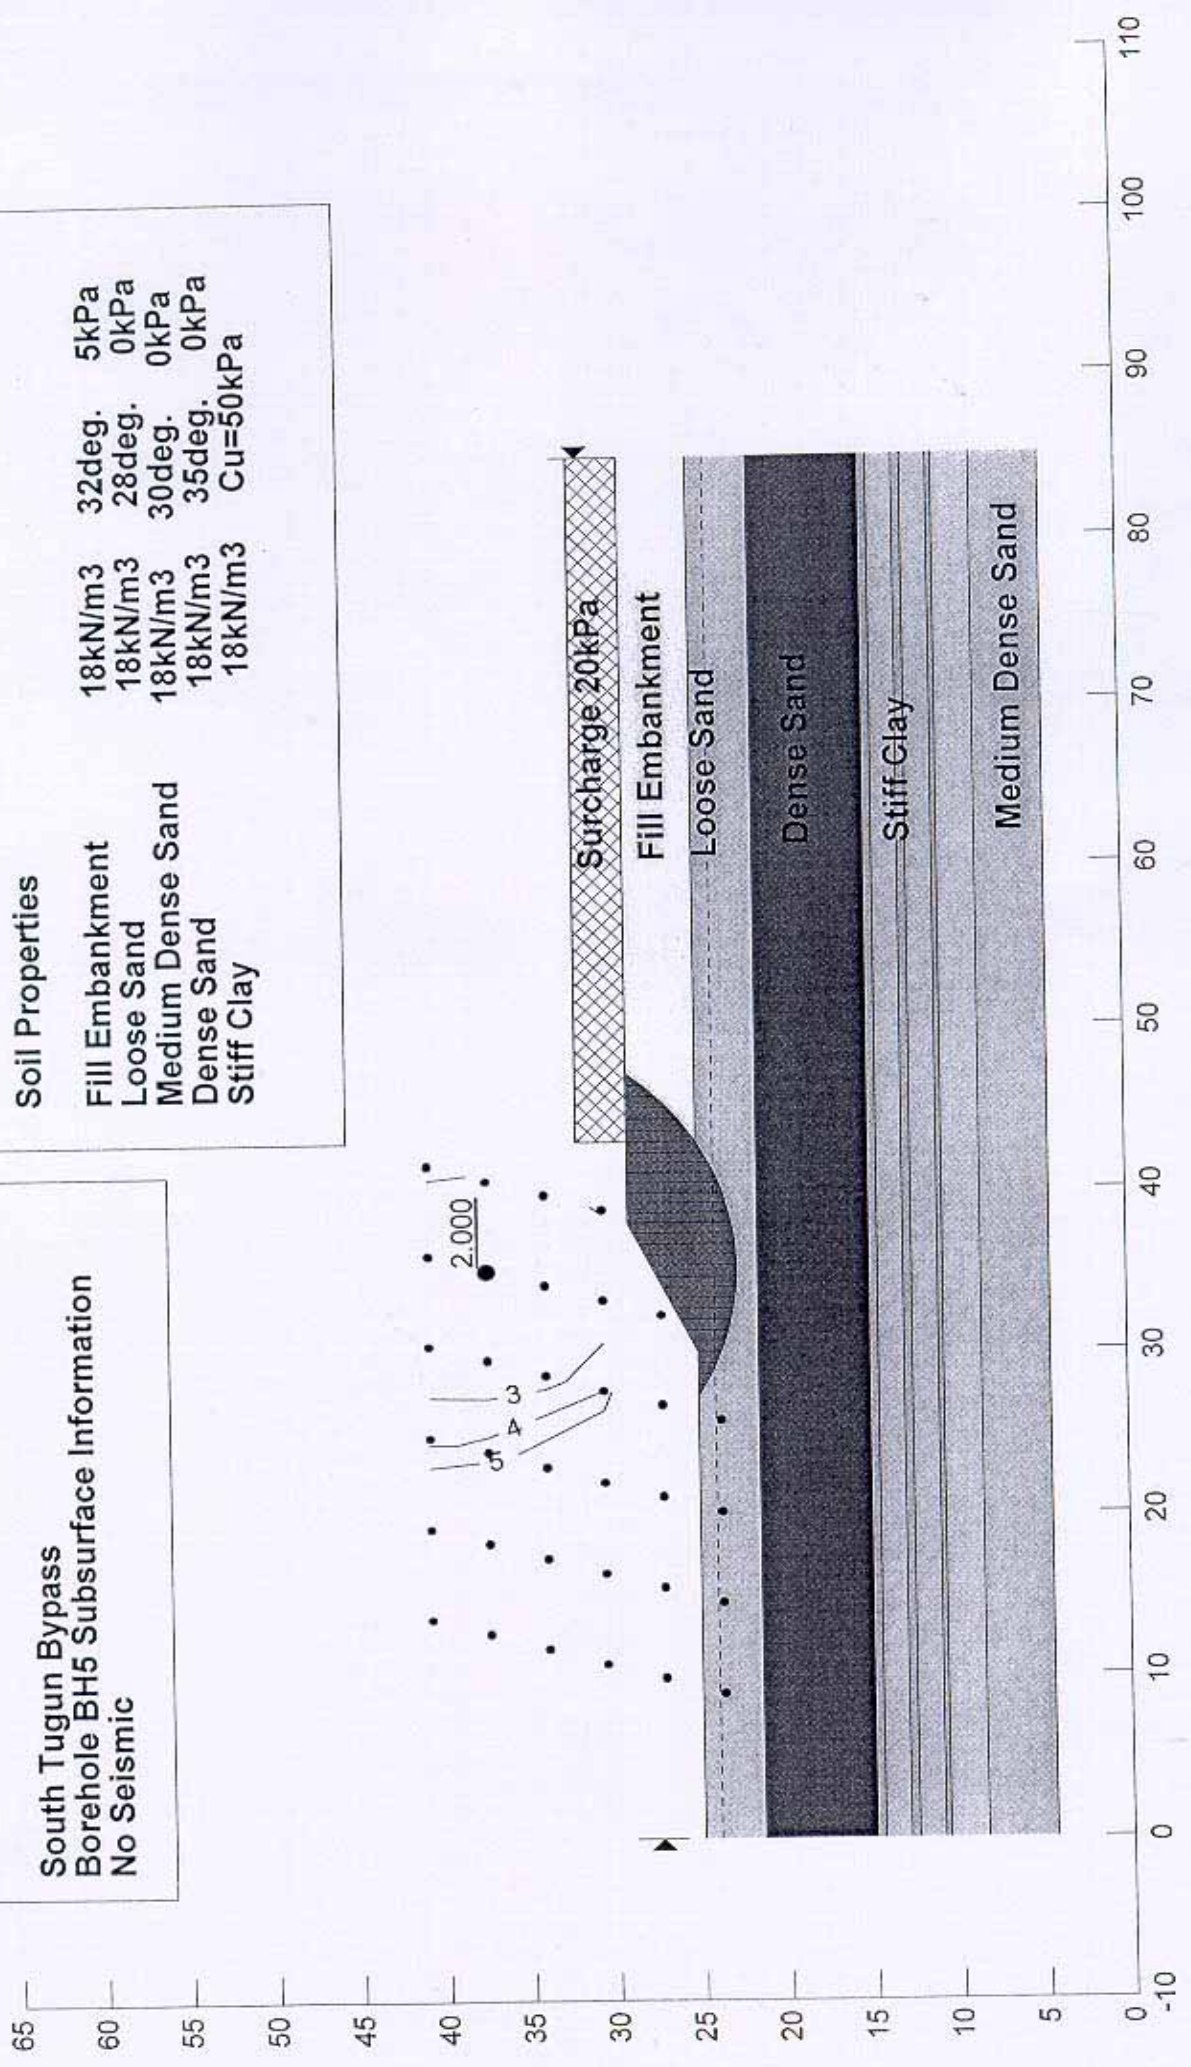 South Tugun Bypass
Borehole BH5 Subsurface Information
No Seismic
Soil Properties
Fill Embankment 18kN/m3 32deg. 5kPa
Loose Sand 18kN/m3 28deg. 0kPa
Medium Dense Sand 18kN/m3 30deg. 0kPa
Dense Sand 18kN/m3 35deg. 0kPa
Stiff Clay 18kN/m3 Cu=50kPa
2.000
3
4
5
Surcharge 20kPa
Fill Embankment
Loose Sand
Dense Sand
Stiff Clay
Medium Dense Sand
65
60
55
50
45
40
35
30
25
20
15
10
5
0
-10 0 10 20 30 40 50 60 70 80 90 100 110